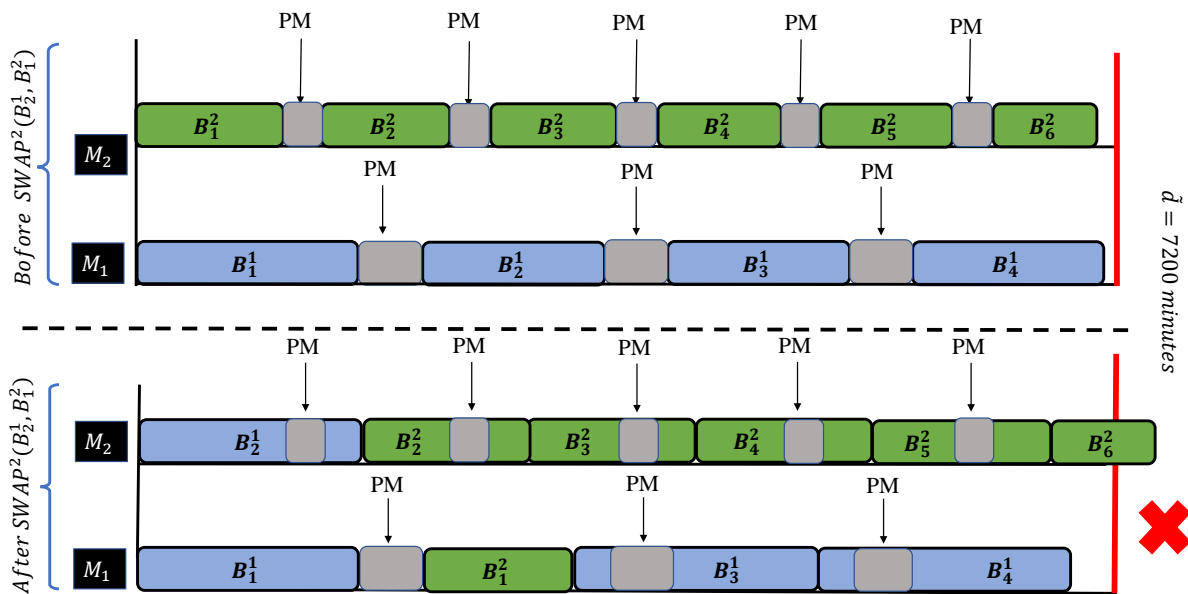 PM PM PM PM PM
Bofore SWAP²(B₂¹, B₁²)
M₂ B₁² B₂² B₃² B₄² B₅² B₆²
PM PM PM
M₁ B₁¹ B₂¹ B₃¹ B₄¹
d̃ = 7200 minutes
PM PM PM PM PM
After SWAP²(B₂¹, B₁²)
M₂ B₂¹ B₂² B₃² B₄² B₅² B₆²
PM PM PM
M₁ B₁¹ B₁² B₃¹ B₄¹